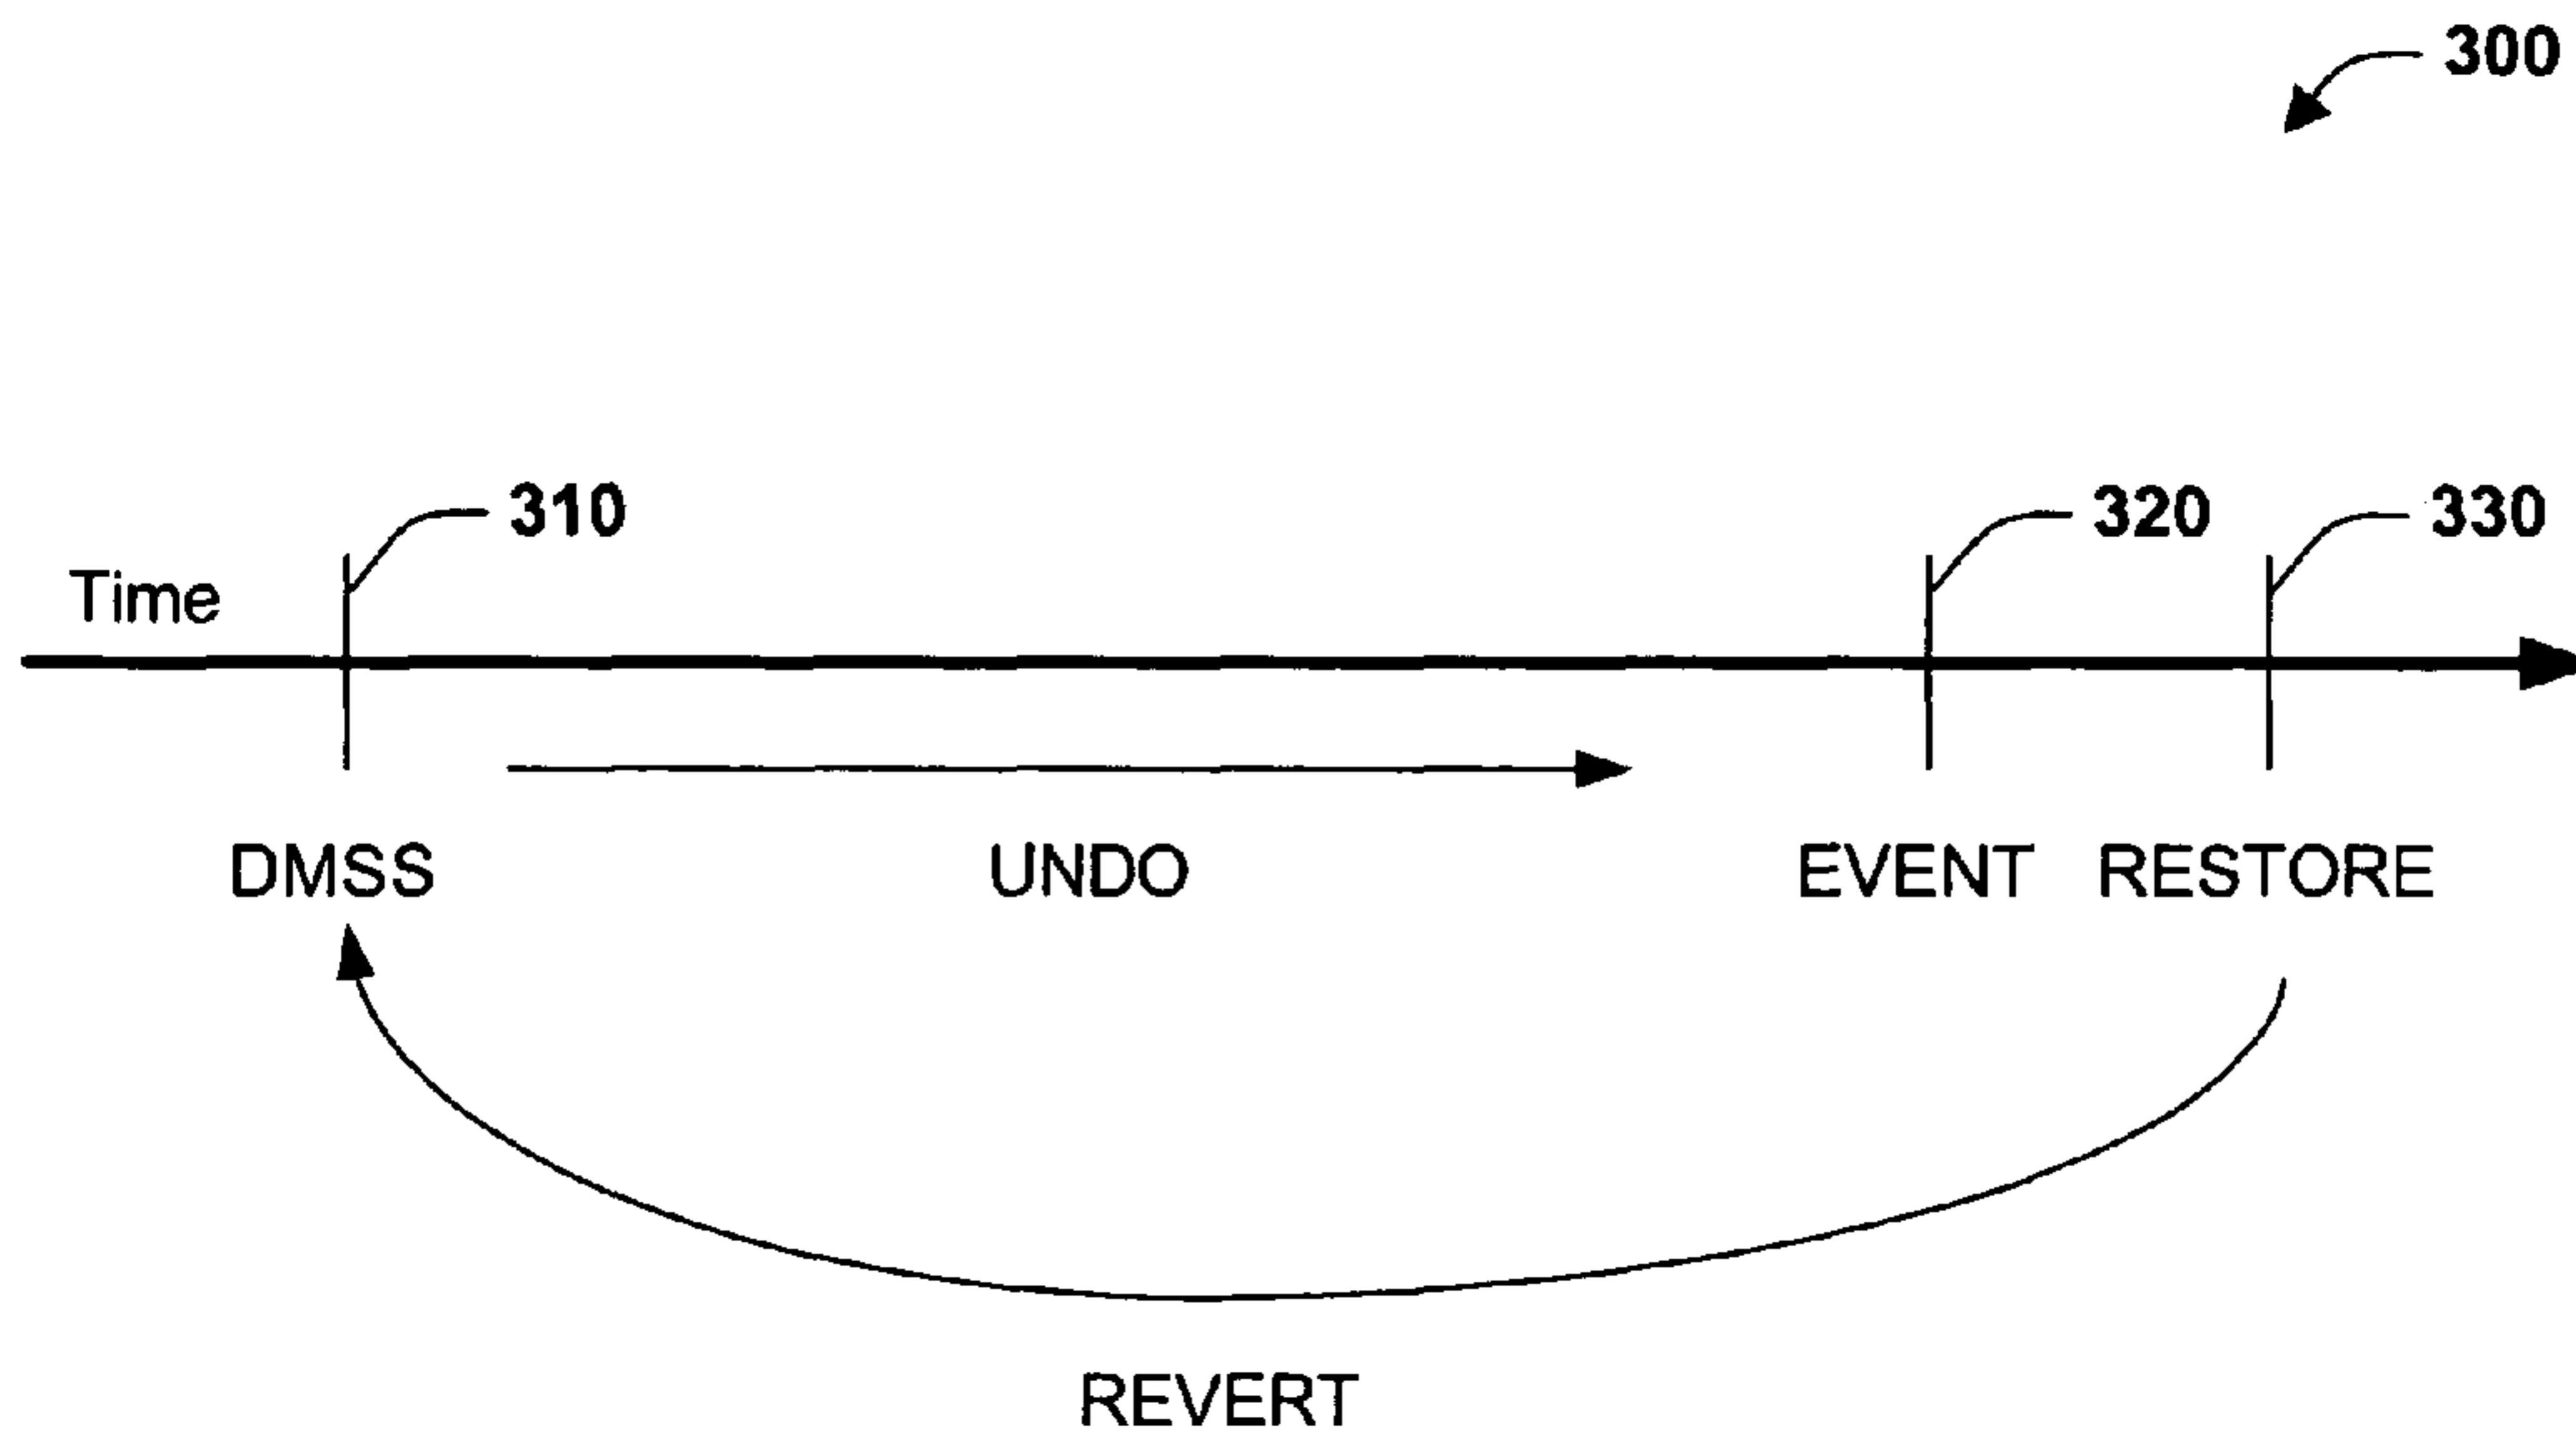 300
310
320
330
Time
DMSS
UNDO
EVENT
RESTORE
REVERT